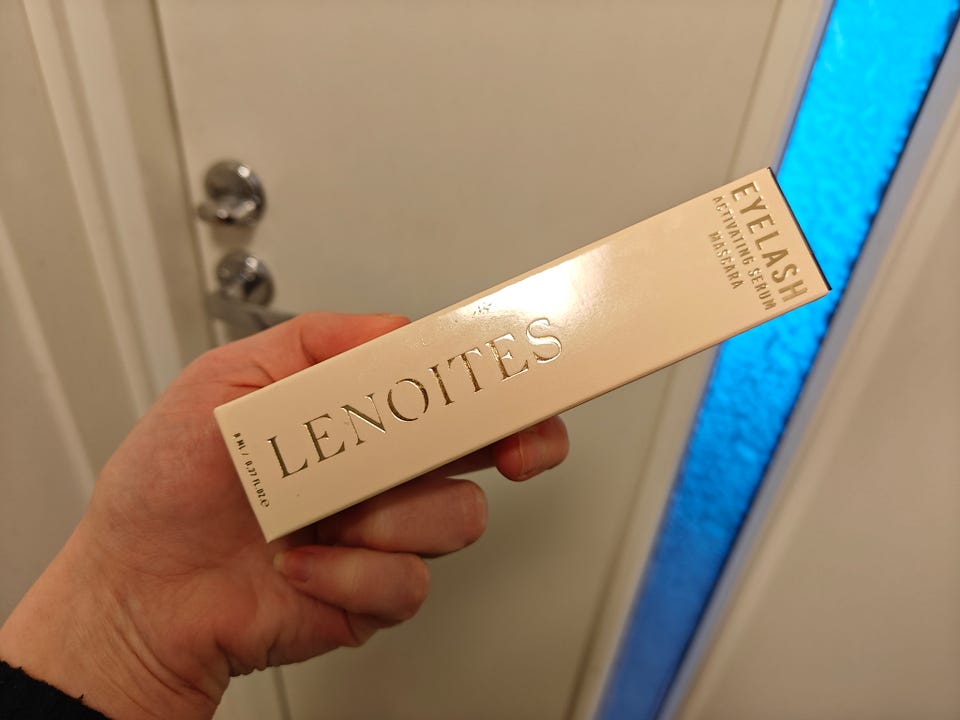 LENOITES
EYELASH
ACTIVATING SERUM
MASCARA